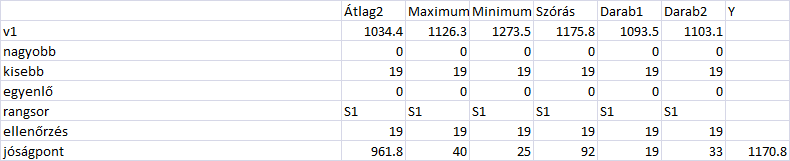 Átlag2 Maximum Minimum Szórás Darab1 Darab2 Y
v1 1034.4 1126.3 1273.5 1175.8 1093.5 1103.1
nagyobb 0 0 0 0 0 0
kisebb 19 19 19 19 19 19
egyenlő 0 0 0 0 0 0
rangsor S1 S1 S1 S1 S1 S1
ellenőrzés 19 19 19 19 19 19
jóságpont 961.8 40 25 92 19 33 1170.8